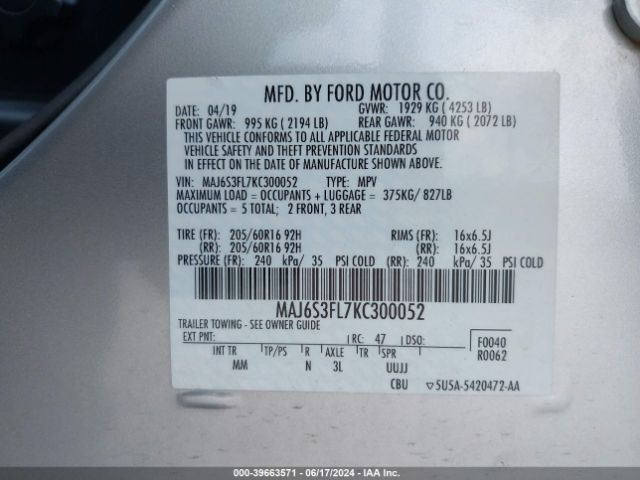 MFD. BY FORD MOTOR CO.
DATE: 04/19 GVWR: 1929 KG ( 4253 LB)
FRONT GAWR: 995 KG ( 2194 LB) REAR GAWR: 940 KG ( 2072 LB)
THIS VEHICLE CONFORMS TO ALL APPLICABLE FEDERAL MOTOR
VEHICLE SAFETY AND THEFT PREVENTION STANDARDS
IN EFFECT ON THE DATE OF MANUFACTURE SHOWN ABOVE.
VIN: MAJ6S3FL7KC300052 TYPE: MPV
MAXIMUM LOAD = OCCUPANTS + LUGGAGE = 375KG/ 827LB
OCCUPANTS = 5 TOTAL; 2 FRONT, 3 REAR
TIRE (FR): 205/60R16 92H RIMS (FR): 16x6.5J
(RR): 205/60R16 92H (RR): 16x6.5J
PRESSURE (FR): 240 kPa/ 35 PSI COLD (RR): 240 kPa/ 35 PSI COLD
MAJ6S3FL7KC300052
TRAILER TOWING - SEE OWNER GUIDE
EXT PNT: RC: 47 DSO: F0040
R0062
INT TR TP/PS R AXLE TR SPR
MM N 3L UUJJ
CBU 5U5A-5420472-AA
000-39663571 - 06/17/2024 - IAA Inc.